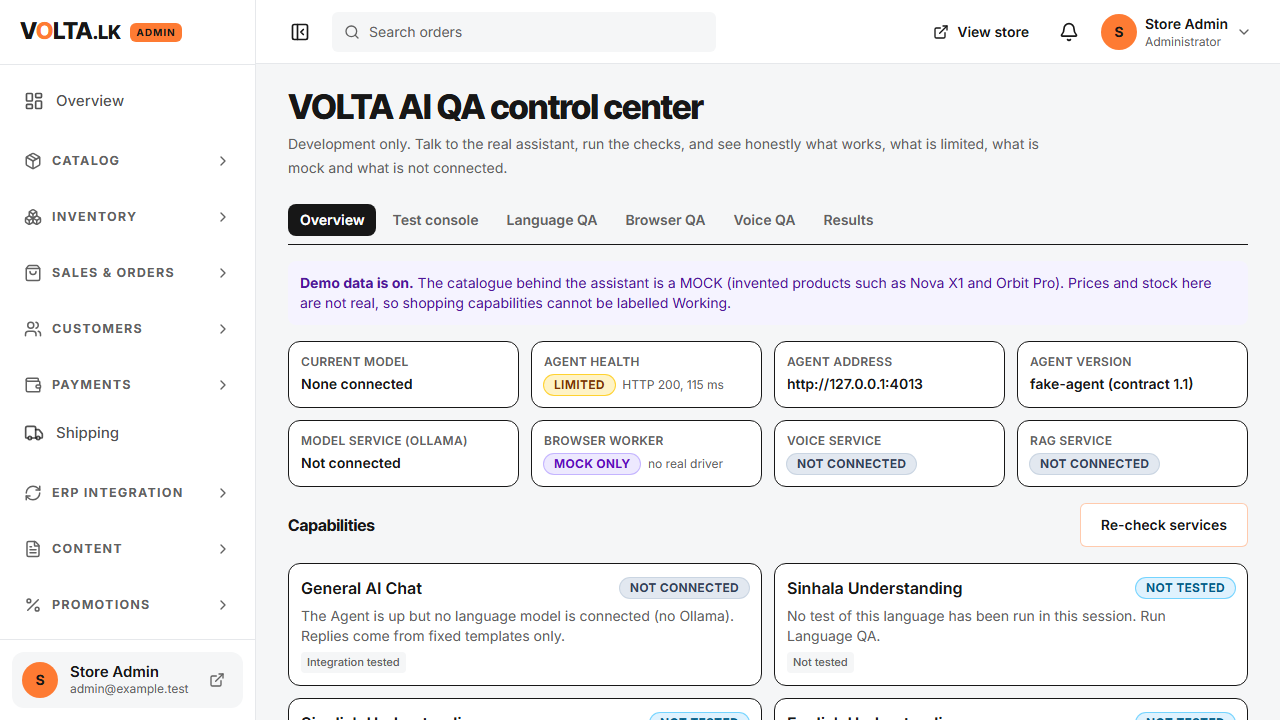 VOLTA.LK ADMIN
Search orders
View store
S
Store Admin
Administrator
Overview
CATALOG
INVENTORY
SALES & ORDERS
CUSTOMERS
PAYMENTS
Shipping
ERP INTEGRATION
CONTENT
PROMOTIONS
S
Store Admin
admin@example.test
VOLTA AI QA control center
Development only. Talk to the real assistant, run the checks, and see honestly what works, what is limited, what is
mock and what is not connected.
Overview Test console Language QA Browser QA Voice QA Results
Demo data is on. The catalogue behind the assistant is a MOCK (invented products such as Nova X1 and Orbit Pro). Prices and stock here
are not real, so shopping capabilities cannot be labelled Working.
CURRENT MODEL
None connected
AGENT HEALTH
LIMITED HTTP 200, 115 ms
AGENT ADDRESS
http://127.0.0.1:4013
AGENT VERSION
fake-agent (contract 1.1)
MODEL SERVICE (OLLAMA)
Not connected
BROWSER WORKER
MOCK ONLY no real driver
VOICE SERVICE
NOT CONNECTED
RAG SERVICE
NOT CONNECTED
Capabilities
Re-check services
General AI Chat NOT CONNECTED
The Agent is up but no language model is connected (no Ollama).
Replies come from fixed templates only.
Integration tested
Sinhala Understanding NOT TESTED
No test of this language has been run in this session. Run
Language QA.
Not tested